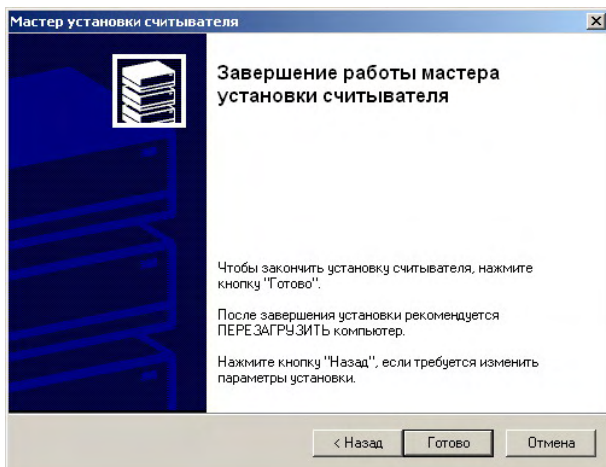 Мастер установки считывателя
Завершение работы мастера
установки считывателя
Чтобы закончить установку считывателя, нажмите
кнопку "Готово".
После завершения установки рекомендуется
ПЕРЕЗАГРУЗИТЬ компьютер.
Нажмите кнопку "Назад", если требуется изменить
параметры установки.
< Назад
Готово
Отмена